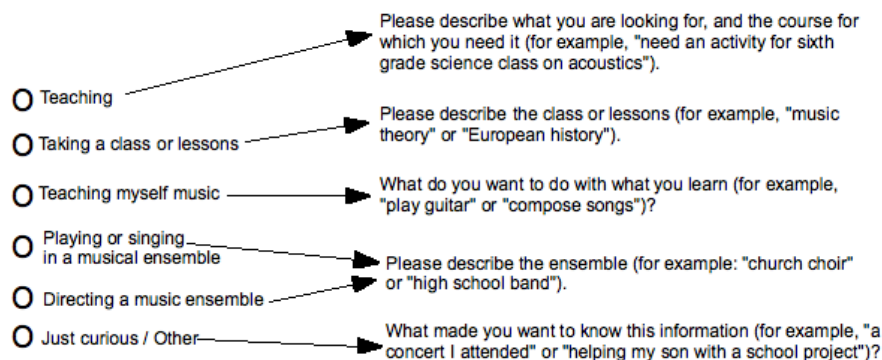 Please describe what you are looking for, and the course for
which you need it (for example, "need an activity for sixth
grade science class on acoustics").
O Teaching
Please describe the class or lessons (for example, "music
theory" or "European history").
O Taking a class or lessons
What do you want to do with what you learn (for example,
"play guitar" or "compose songs")?
O Teaching myself music
O Playing or singing
in a musical ensemble
Please describe the ensemble (for example: "church choir"
or "high school band").
O Directing a music ensemble
O Just curious / Other
What made you want to know this information (for example, "a
concert I attended" or "helping my son with a school project")?